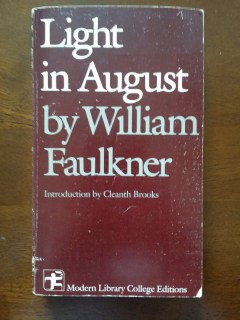 Light
in August
by William
Faulkner
Introduction by Cleanth Brooks
Modern Library College Editions